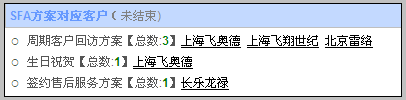 SFA方案对应客户（未结束）
周期客户回访方案【总数:3】上海飞奥德 上海飞翔世纪 北京雷络
生日祝贺【总数:1】上海飞奥德
签约售后服务方案【总数:1】长乐龙禄